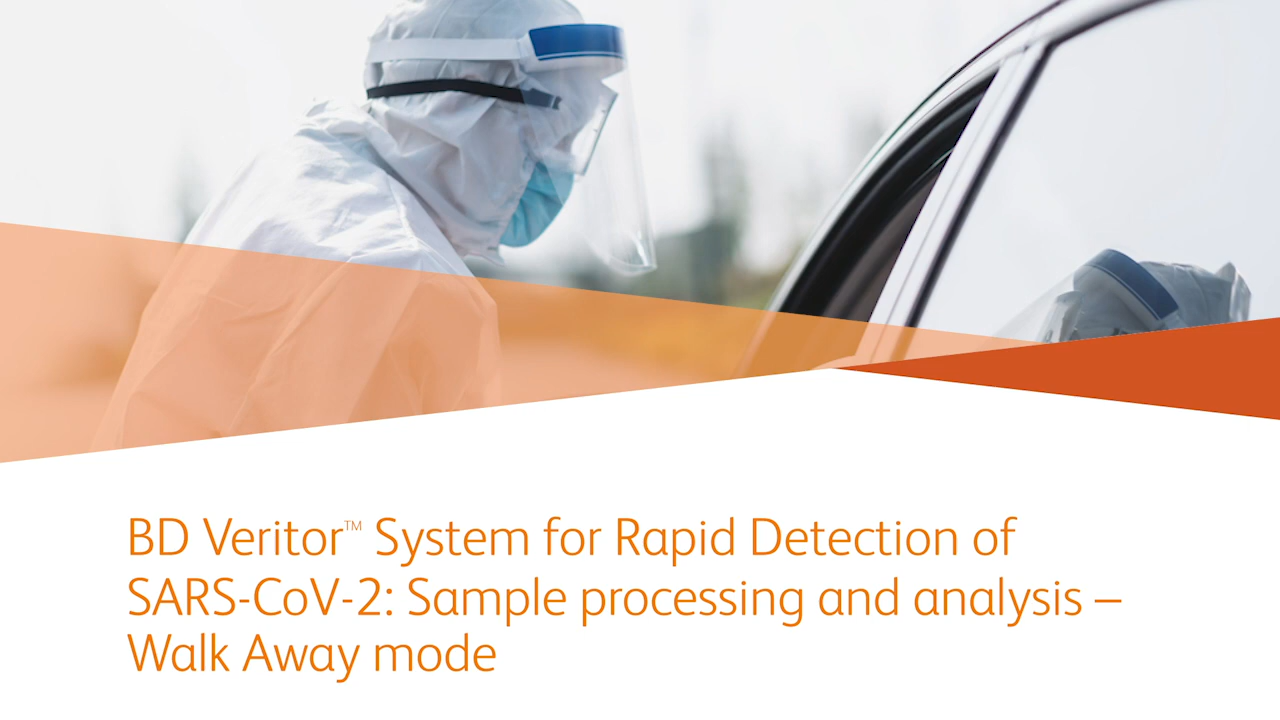 BD Veritor™ System for Rapid Detection of
SARS-CoV-2: Sample processing and analysis –
Walk Away mode